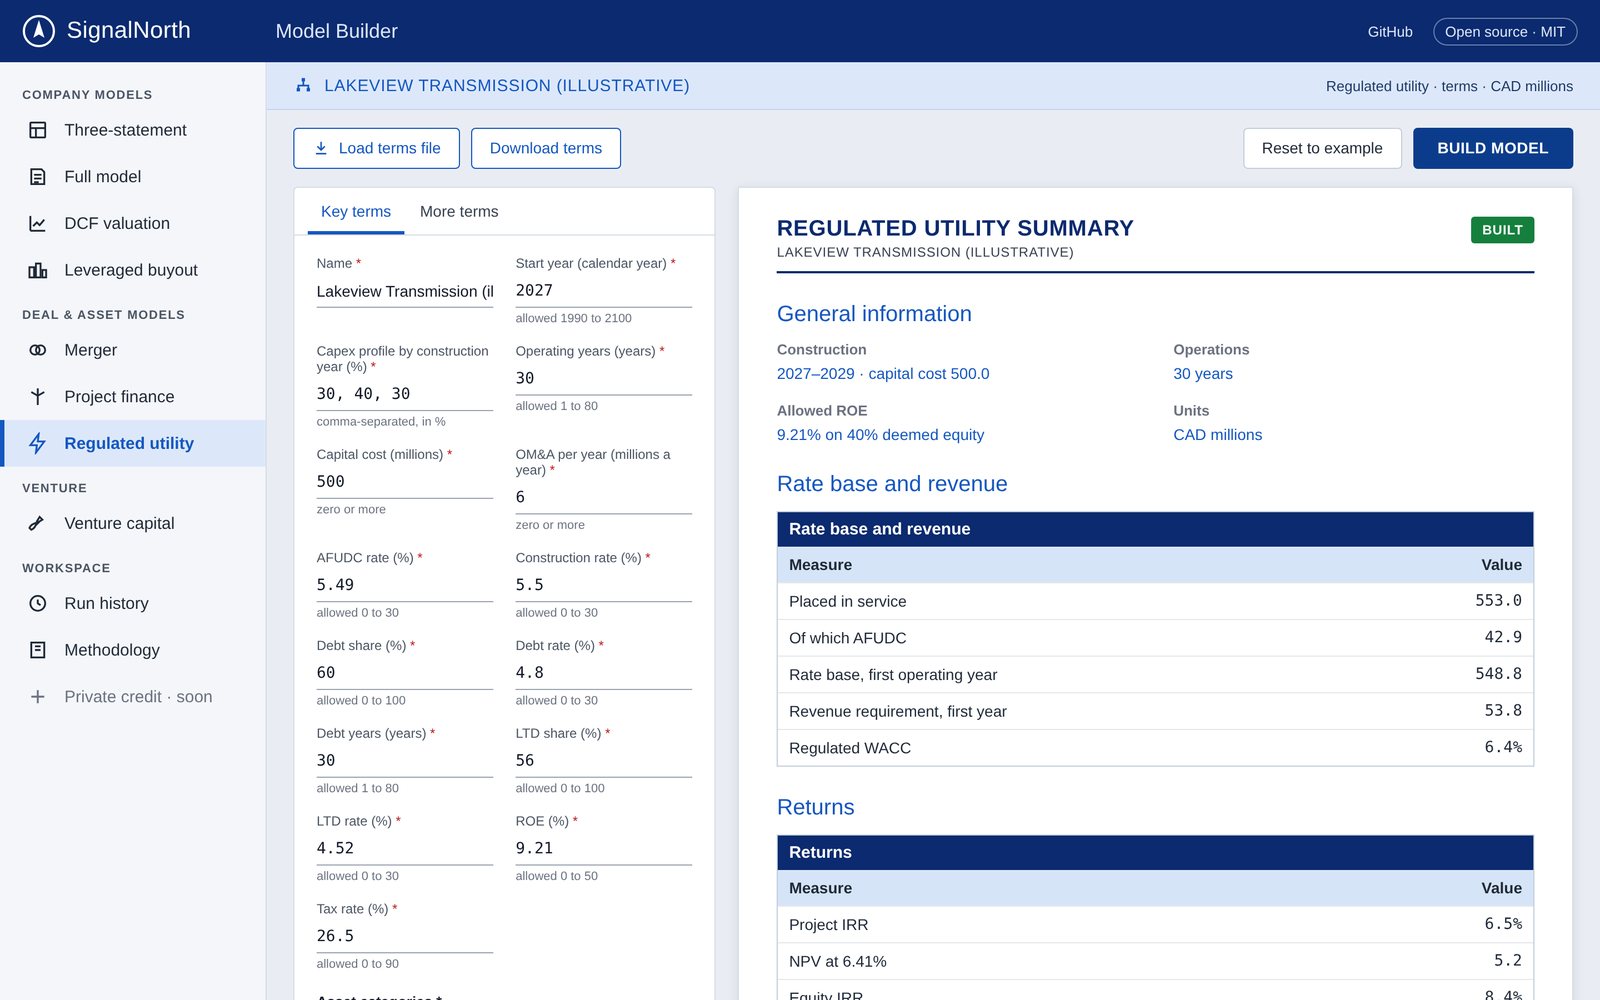 SignalNorth
Model Builder
GitHub
Open source · MIT
COMPANY MODELS
Three-statement
Full model
DCF valuation
Leveraged buyout
DEAL & ASSET MODELS
Merger
Project finance
Regulated utility
VENTURE
Venture capital
WORKSPACE
Run history
Methodology
Private credit · soon
LAKEVIEW TRANSMISSION (ILLUSTRATIVE)
Regulated utility · terms · CAD millions
Load terms file
Download terms
Reset to example
BUILD MODEL
Key terms
More terms
Name *
Lakeview Transmission (il
Start year (calendar year) *
2027
allowed 1990 to 2100
Capex profile by construction
year (%) *
30, 40, 30
comma-separated, in %
Operating years (years) *
30
allowed 1 to 80
Capital cost (millions) *
500
zero or more
OM&A per year (millions a
year) *
6
zero or more
AFUDC rate (%) *
5.49
allowed 0 to 30
Construction rate (%) *
5.5
allowed 0 to 30
Debt share (%) *
60
allowed 0 to 100
Debt rate (%) *
4.8
allowed 0 to 30
Debt years (years) *
30
allowed 1 to 80
LTD share (%) *
56
allowed 0 to 100
LTD rate (%) *
4.52
allowed 0 to 30
ROE (%) *
9.21
allowed 0 to 50
Tax rate (%) *
26.5
allowed 0 to 90
Asset categories *
REGULATED UTILITY SUMMARY
LAKEVIEW TRANSMISSION (ILLUSTRATIVE)
BUILT
General information
Construction
2027–2029 · capital cost 500.0
Operations
30 years
Allowed ROE
9.21% on 40% deemed equity
Units
CAD millions
Rate base and revenue
Rate base and revenue
Measure Value
Placed in service 553.0
Of which AFUDC 42.9
Rate base, first operating year 548.8
Revenue requirement, first year 53.8
Regulated WACC 6.4%
Returns
Returns
Measure Value
Project IRR 6.5%
NPV at 6.41% 5.2
Equity IRR 8.4%